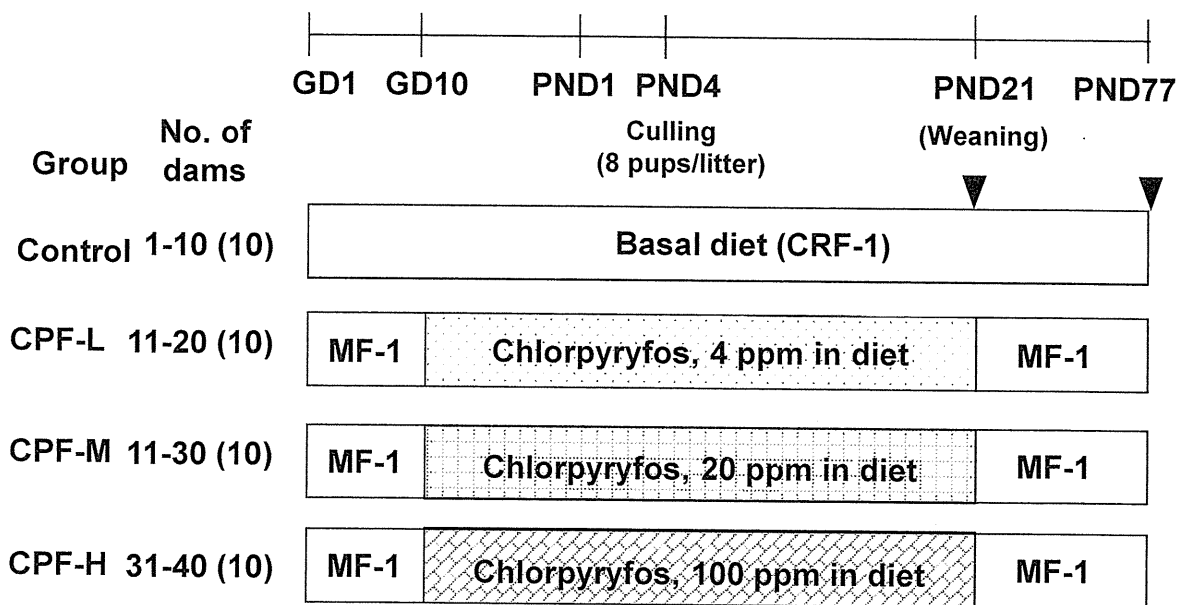 GD1 GD10 PND1 PND4 PND21 PND77
Culling
(8 pups/litter)
(Weaning)
Group
No. of
dams
Control 1-10 (10) Basal diet (CRF-1)
CPF-L 11-20 (10) MF-1 Chlorpyryfos, 4 ppm in diet MF-1
CPF-M 11-30 (10) MF-1 Chlorpyryfos, 20 ppm in diet MF-1
CPF-H 31-40 (10) MF-1 Chlorpyryfos, 100 ppm in diet MF-1